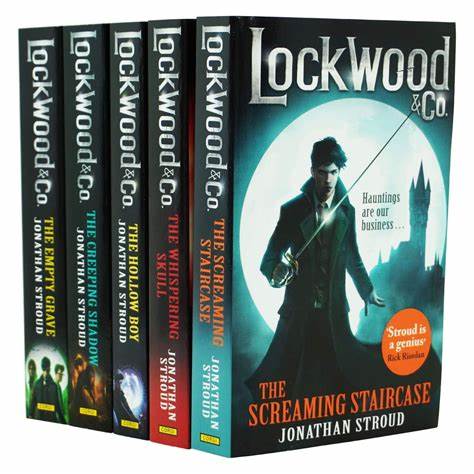 LOCKWOOD
&CO.
THE EMPTY GRAVE
JONATHAN STROUD
LOCKWOOD
&CO.
THE CREEPING SHADOW
JONATHAN STROUD
LOCKWOOD
&CO.
THE HOLLOW BOY
JONATHAN STROUD
LOCKWOOD
&CO.
THE WHISPERING
SKULL
JONATHAN
STROUD
LOCKWOOD
&CO.
THE SCREAMING
STAIRCASE
JONATHAN
STROUD
LOCKWOOD
&CO.
Hauntings
are our
business...
'Stroud is
a genius'
Rick Riordan
THE
SCREAMING STAIRCASE
JONATHAN STROUD